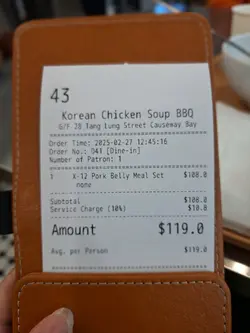 43
Korean Chicken Soup BBQ
6/F 28 Tang Lung Street Causeway Bay
Order Time: 2025-02-27 12:45:16
Order No.: 041 [Dine-in]
Number of Patron: 1
1 K-12 Pork Belly Meal Set $108.0
none
Subtotal $108.0
Service Charge (10%) $10.8
Amount $119.0
Avg. per Person $119.0